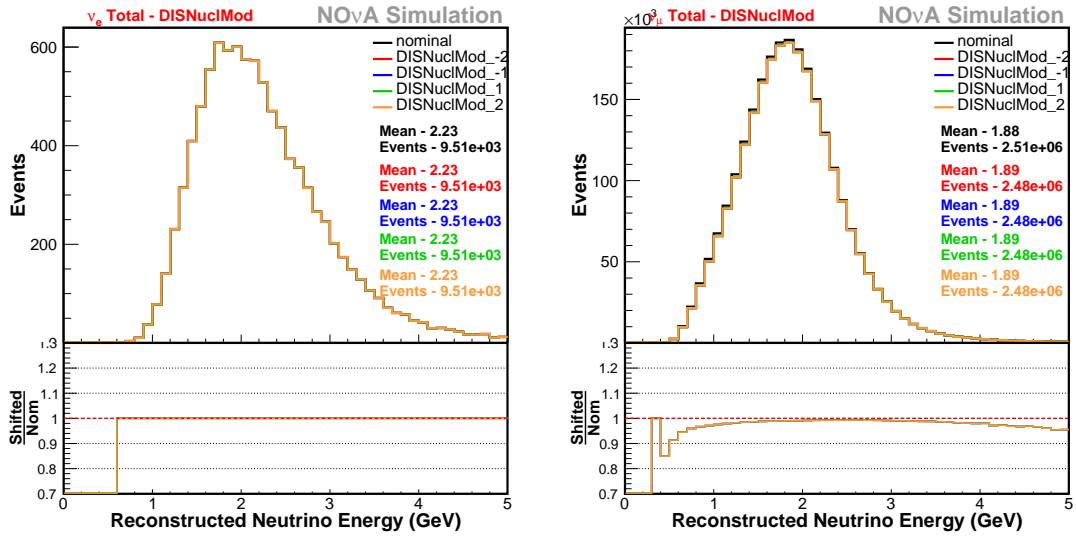 ν_e Total - DISNuclMod
NOνA Simulation
600
400
200
Events
nominal
DISNuclMod_-2
DISNuclMod_-1
DISNuclMod_1
DISNuclMod_2
Mean - 2.23
Events - 9.51e+03
Mean - 2.23
Events - 9.51e+03
Mean - 2.23
Events - 9.51e+03
Mean - 2.23
Events - 9.51e+03
Mean - 2.23
Events - 9.51e+03
1.3
1.2
1.1
1
0.9
0.8
0.7
Shifted
Nom
0
1
2
3
4
5
Reconstructed Neutrino Energy (GeV)
×10³
ν_μ Total - DISNuclMod
NOνA Simulation
150
100
50
Events
nominal
DISNuclMod_-2
DISNuclMod_-1
DISNuclMod_1
DISNuclMod_2
Mean - 1.88
Events - 2.51e+06
Mean - 1.89
Events - 2.48e+06
Mean - 1.89
Events - 2.48e+06
Mean - 1.89
Events - 2.48e+06
Mean - 1.89
Events - 2.48e+06
1.3
1.2
1.1
1
0.9
0.8
0.7
Shifted
Nom
0
1
2
3
4
5
Reconstructed Neutrino Energy (GeV)